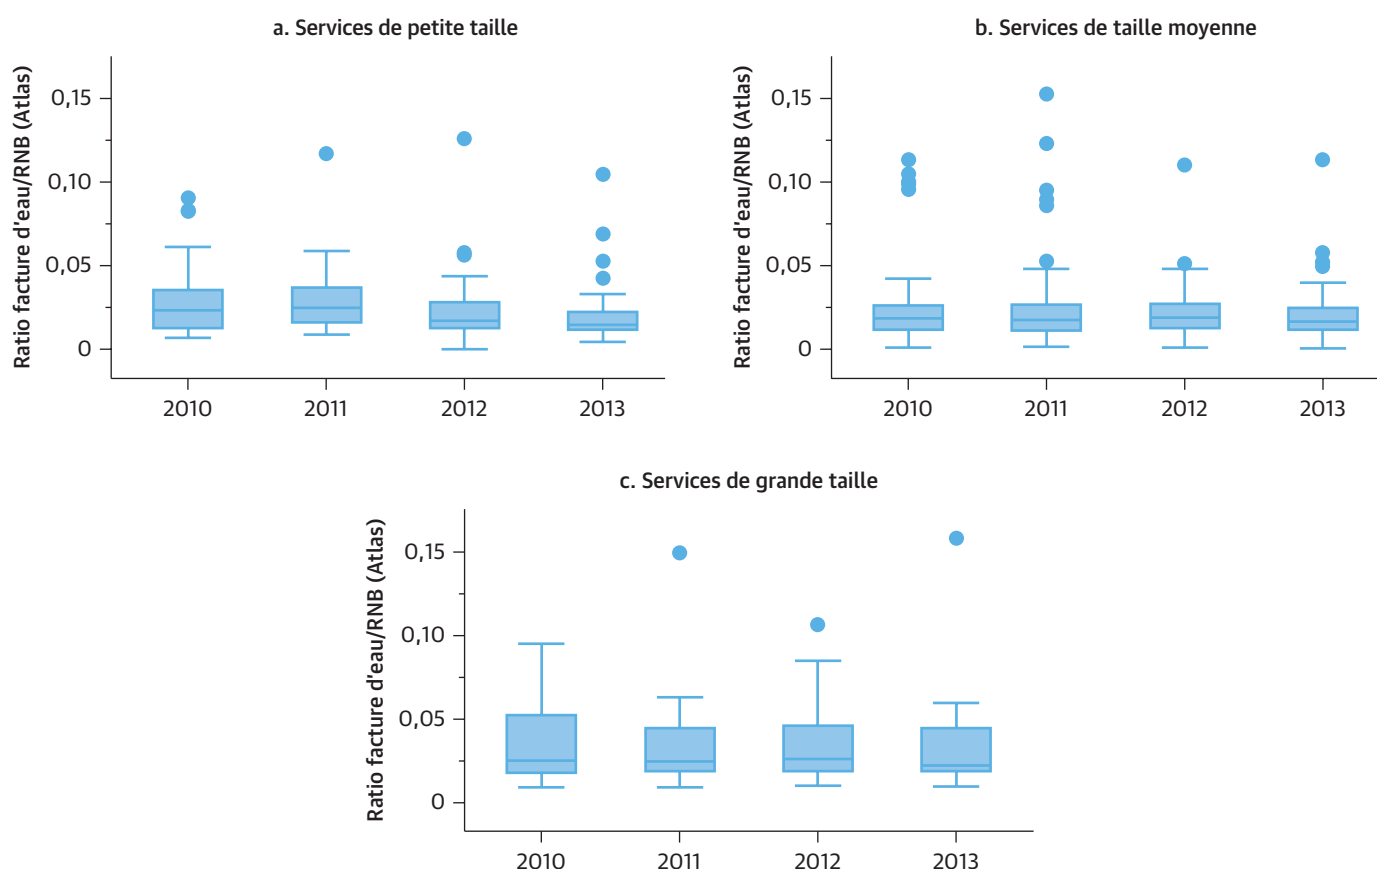 a. Services de petite taille
Ratio facture d'eau/RNB (Atlas)
0,15
0,10
0,05
0
2010 2011 2012 2013
b. Services de taille moyenne
Ratio facture d'eau/RNB (Atlas)
0,15
0,10
0,05
0
2010 2011 2012 2013
c. Services de grande taille
Ratio facture d'eau/RNB (Atlas)
0,15
0,10
0,05
0
2010 2011 2012 2013